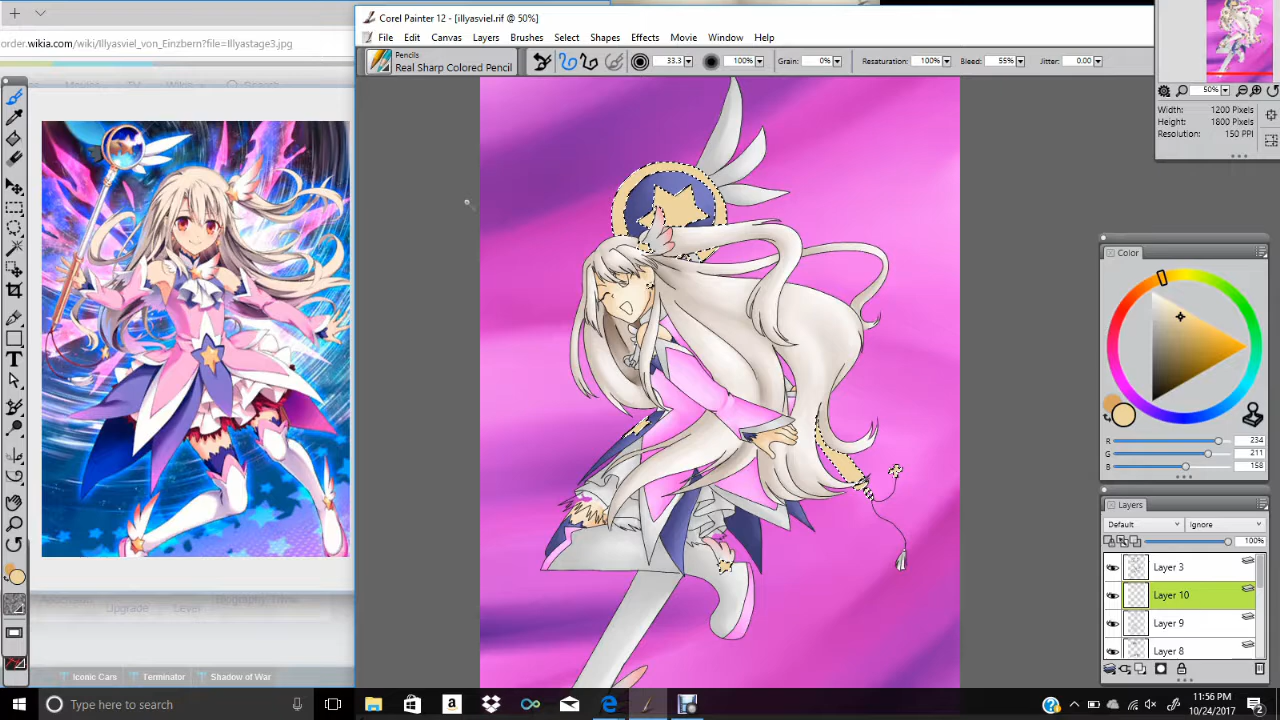 Corel Painter 12 - [illyasviel.rif @ 50%]
order.wikia.com/wiki/Illyasviel_von_Einzbern?file=Illyastage3.jpg
File Edit Canvas Layers Brushes Select Shapes Effects Movie Window Help
Pencils
Real Sharp Colored Pencil
33.3 100% Grain: 0% Resaturation: 100% Bleed: 55% Jitter: 0.00
50%
Width: 1200 Pixels
Height: 1800 Pixels
Resolution: 150 PPI
Color
R 234
G 211
B 158
Layers
Default Ignore
100%
Layer 3
Layer 10
Layer 9
Layer 8
Upgrade Level
Iconic Cars Terminator Shadow of War
Type here to search
11:56 PM
10/24/2017